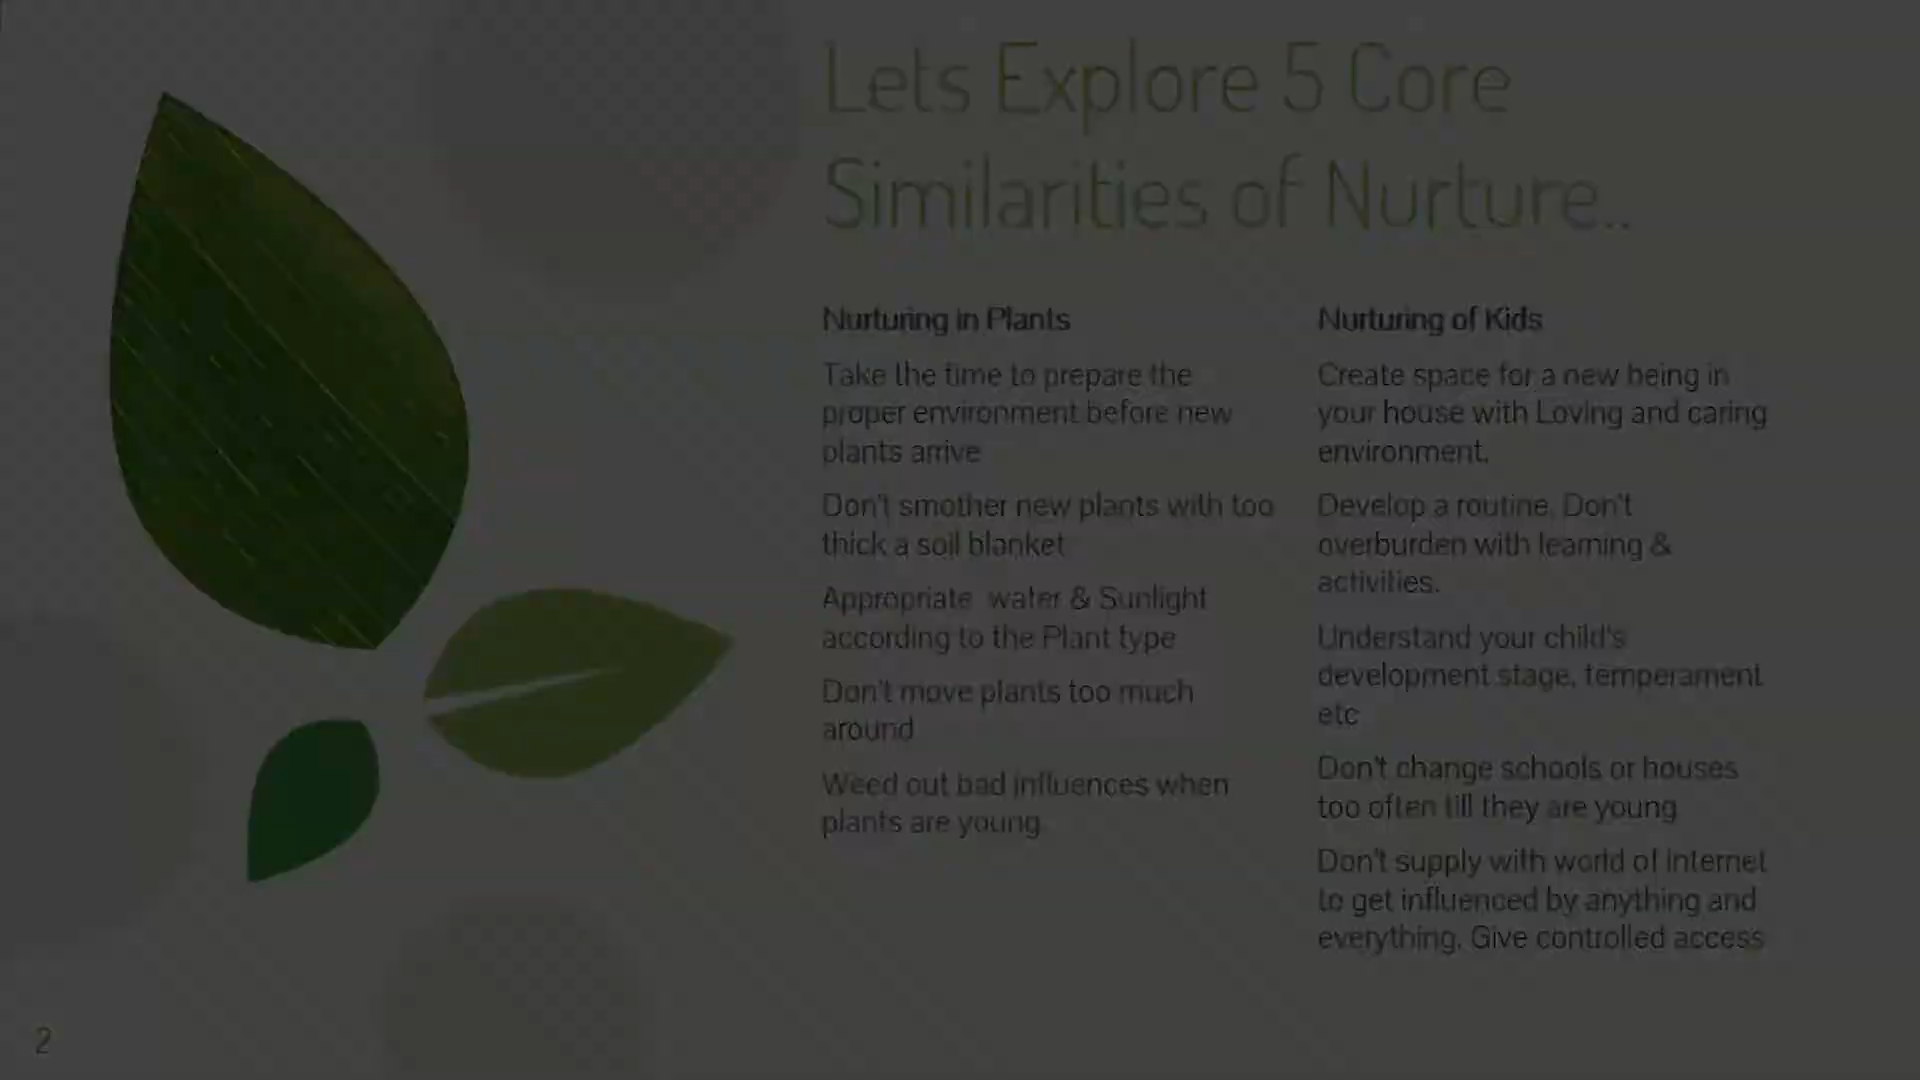 Lets Explore 5 Core
Similarities of Nurture..
Nurturing in Plants
Take the time to prepare the
proper environment before new
plants arrive
Don't smother new plants with too
thick a soil blanket
Appropriate water & Sunlight
according to the Plant type
Don't move plants too much
around
Weed out bad influences when
plants are young.
Nurturing of Kids
Create space for a new being in
your house with Loving and caring
environment.
Develop a routine. Don't
overburden with learning &
activities.
Understand your child's
development stage, temperament
etc
Don't change schools or houses
too often till they are young
Don't supply with world of internet
to get influenced by anything and
everything. Give controlled access
2